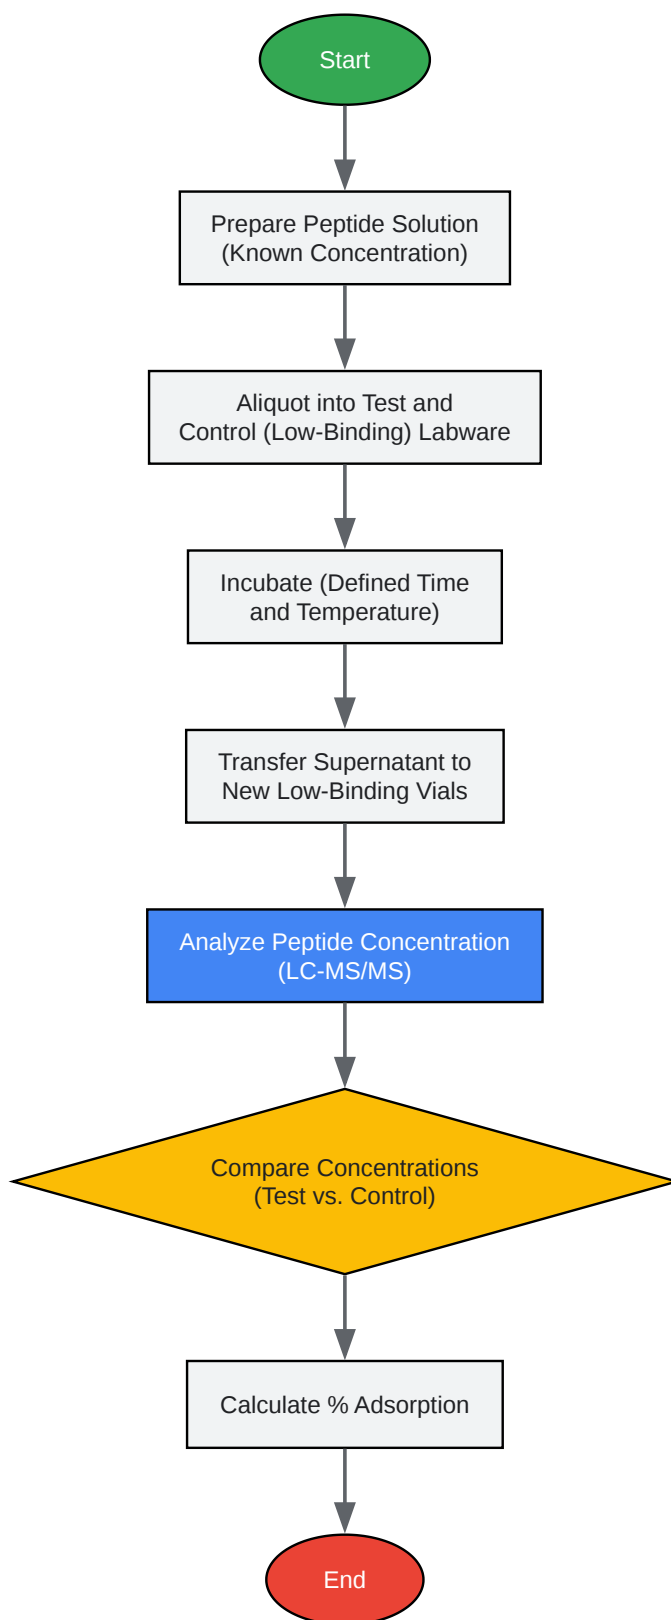 Start
Prepare Peptide Solution
(Known Concentration)
Aliquot into Test and
Control (Low-Binding) Labware
Incubate (Defined Time
and Temperature)
Transfer Supernatant to
New Low-Binding Vials
Analyze Peptide Concentration
(LC-MS/MS)
Compare Concentrations
(Test vs. Control)
Calculate % Adsorption
End